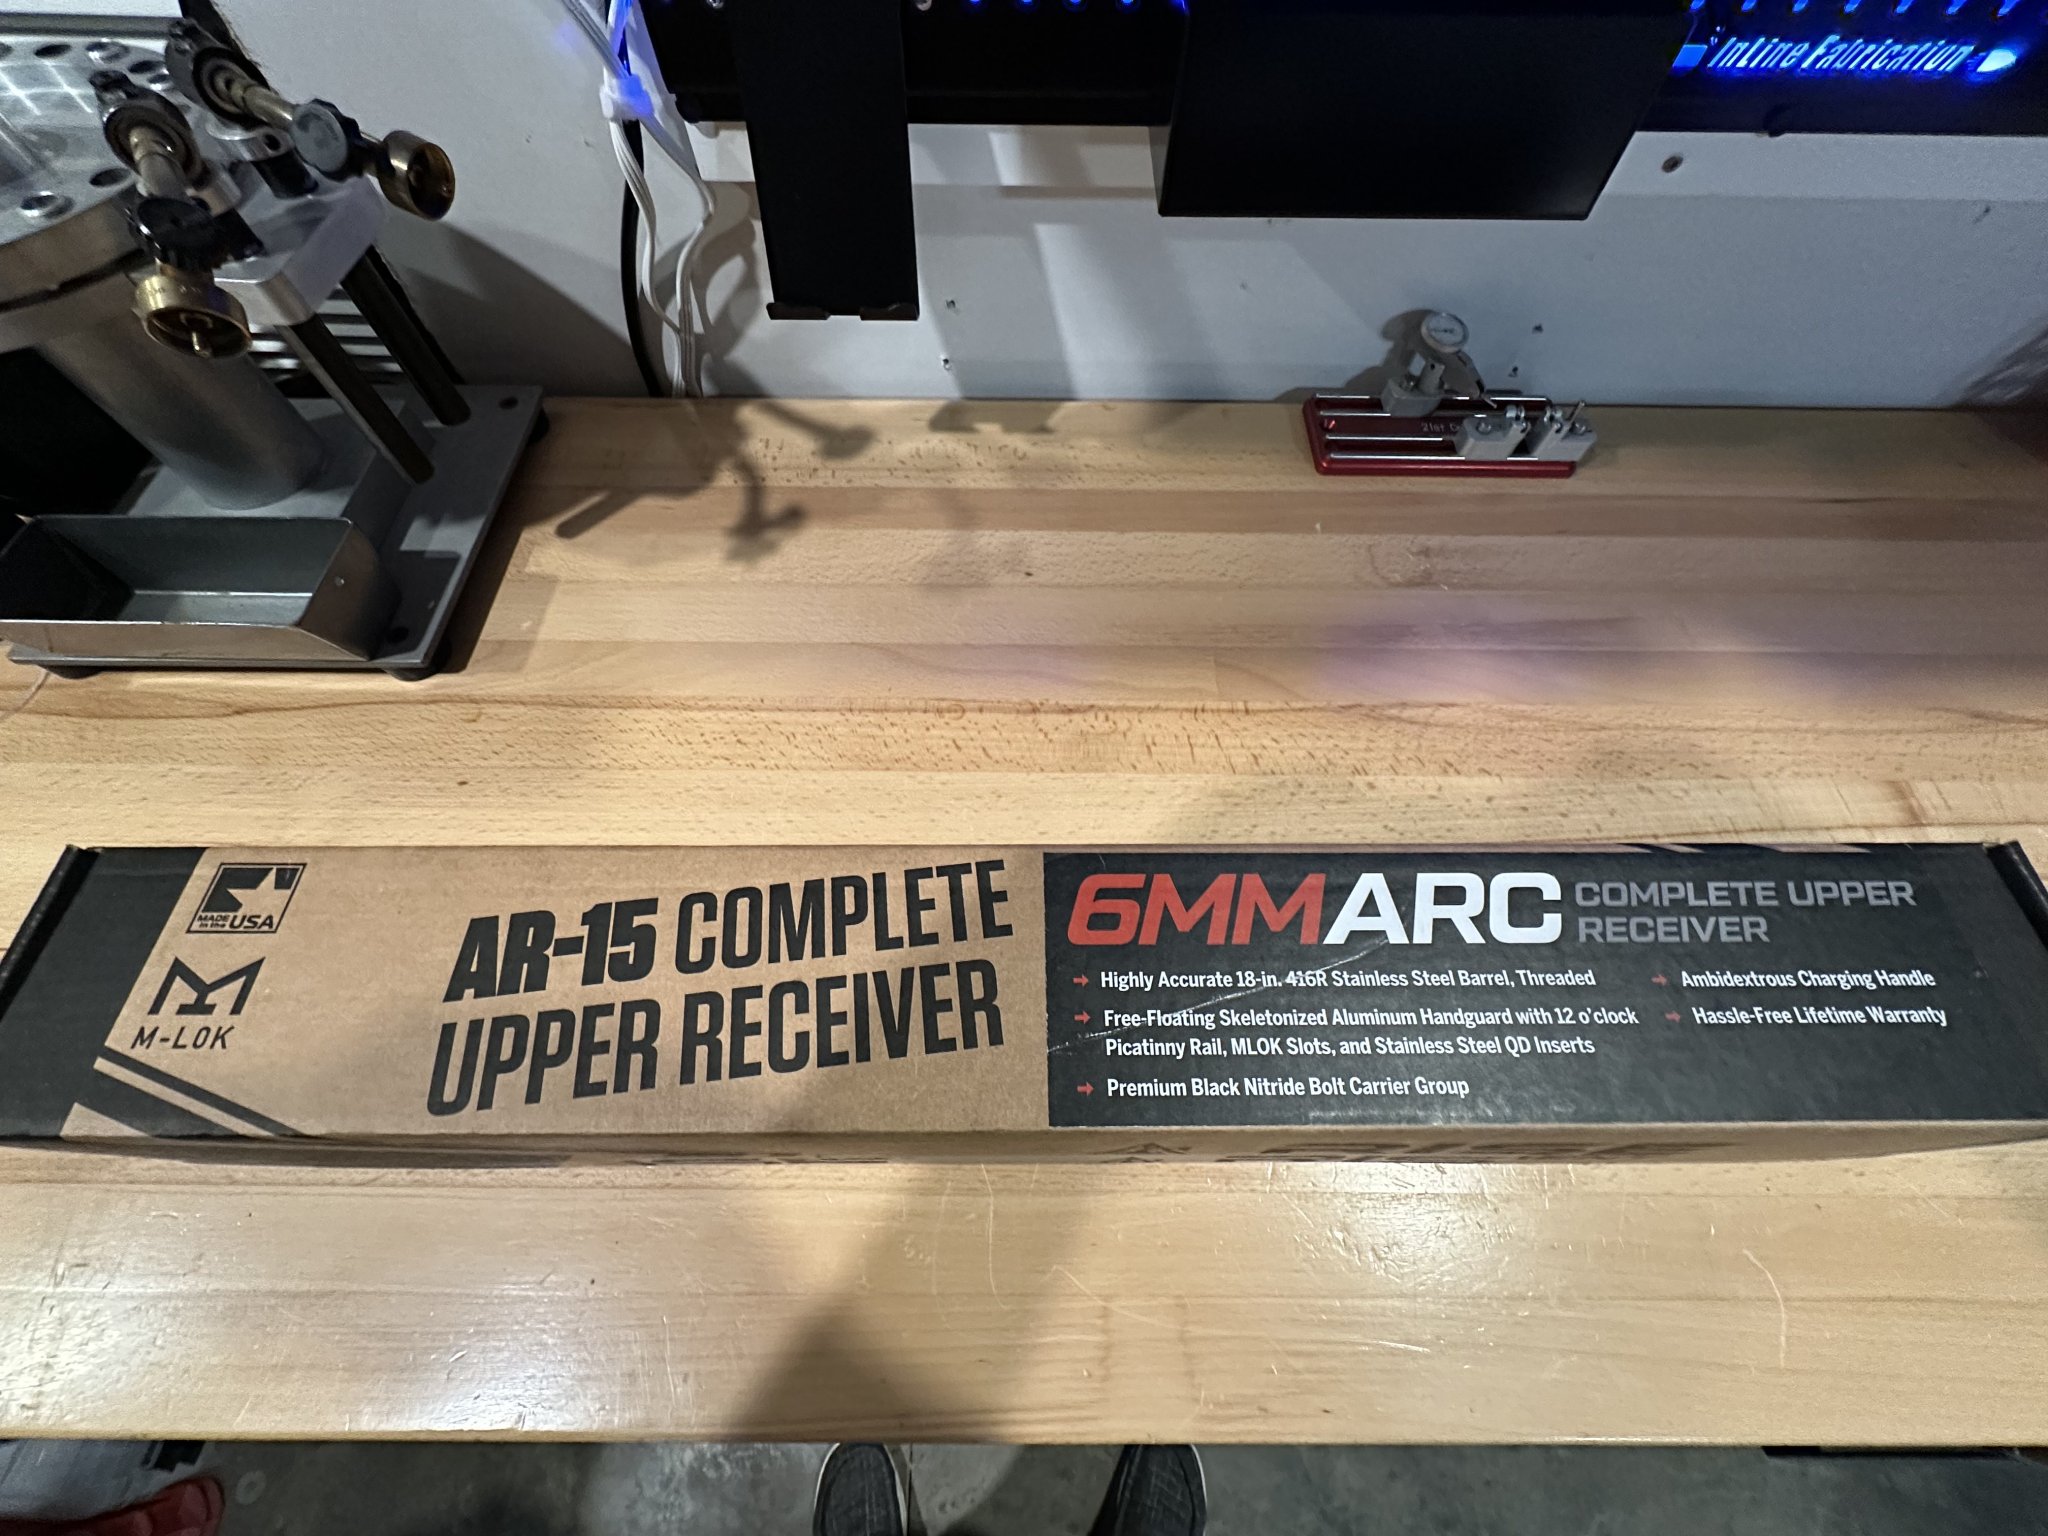 InLine Fabrication
21st
MADE
in the USA
M-LOK
AR-15 COMPLETE
UPPER RECEIVER
6MMARC COMPLETE UPPER
RECEIVER
Highly Accurate 18-in. 416R Stainless Steel Barrel, Threaded
Free-Floating Skeletonized Aluminum Handguard with 12 o'clock
Picatinny Rail, MLOK Slots, and Stainless Steel QD Inserts
Premium Black Nitride Bolt Carrier Group
Ambidextrous Charging Handle
Hassle-Free Lifetime Warranty